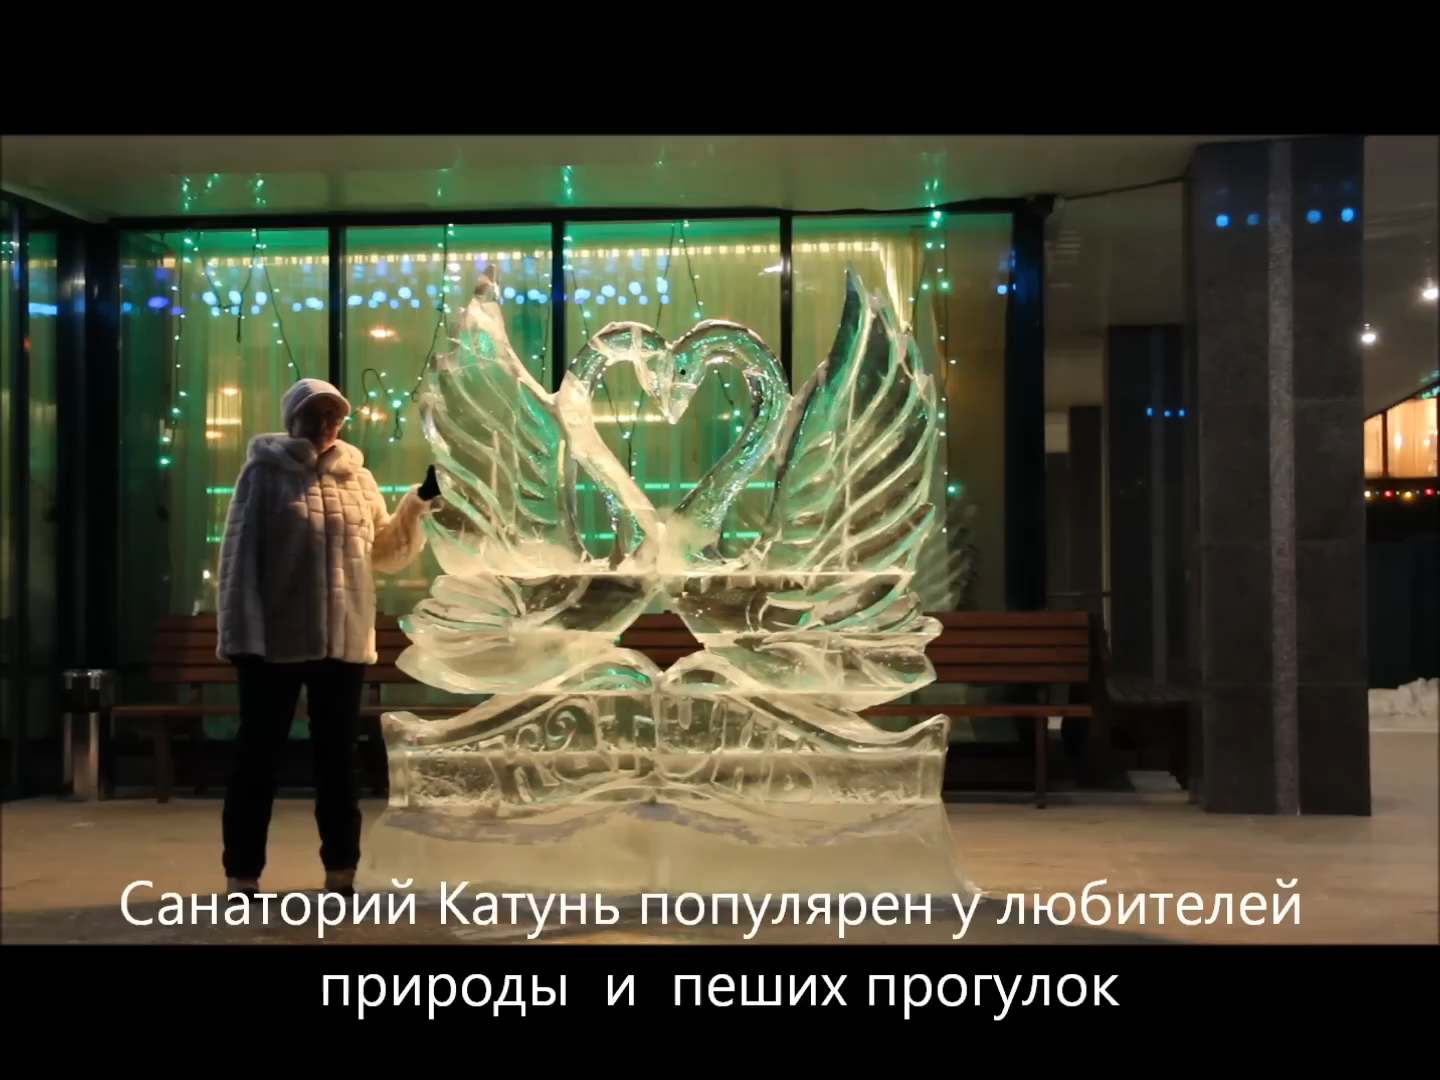 Санаторий Катунь популярен у любителей
природы и пеших прогулок